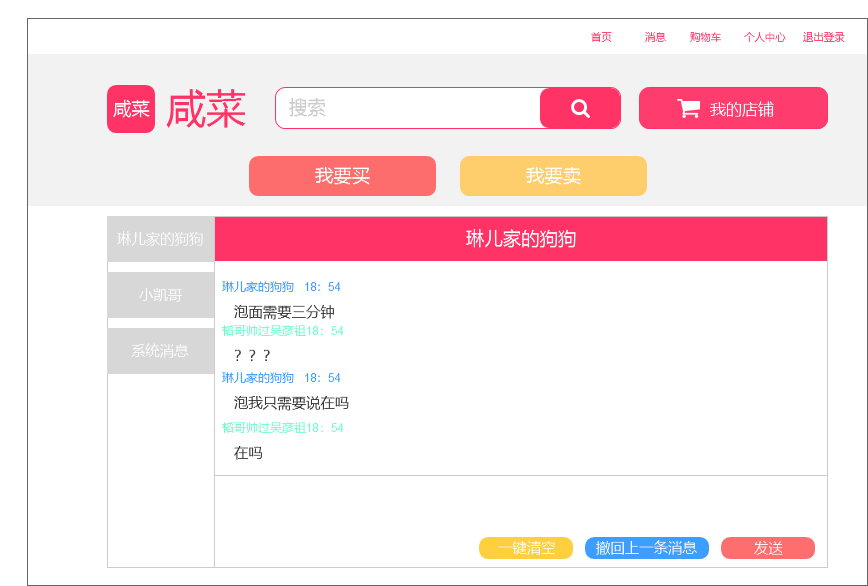 首页 消息 购物车 个人中心 退出登录
咸菜 咸菜 搜索 我的店铺
我要买 我要卖
琳儿家的狗狗
小凯哥
系统消息
琳儿家的狗狗
琳儿家的狗狗 18：54
泡面需要三分钟
韬哥帅过吴彦祖18：54
？？？
琳儿家的狗狗 18：54
泡我只需要说在吗
韬哥帅过吴彦祖18：54
在吗
一键清空 撤回上一条消息 发送